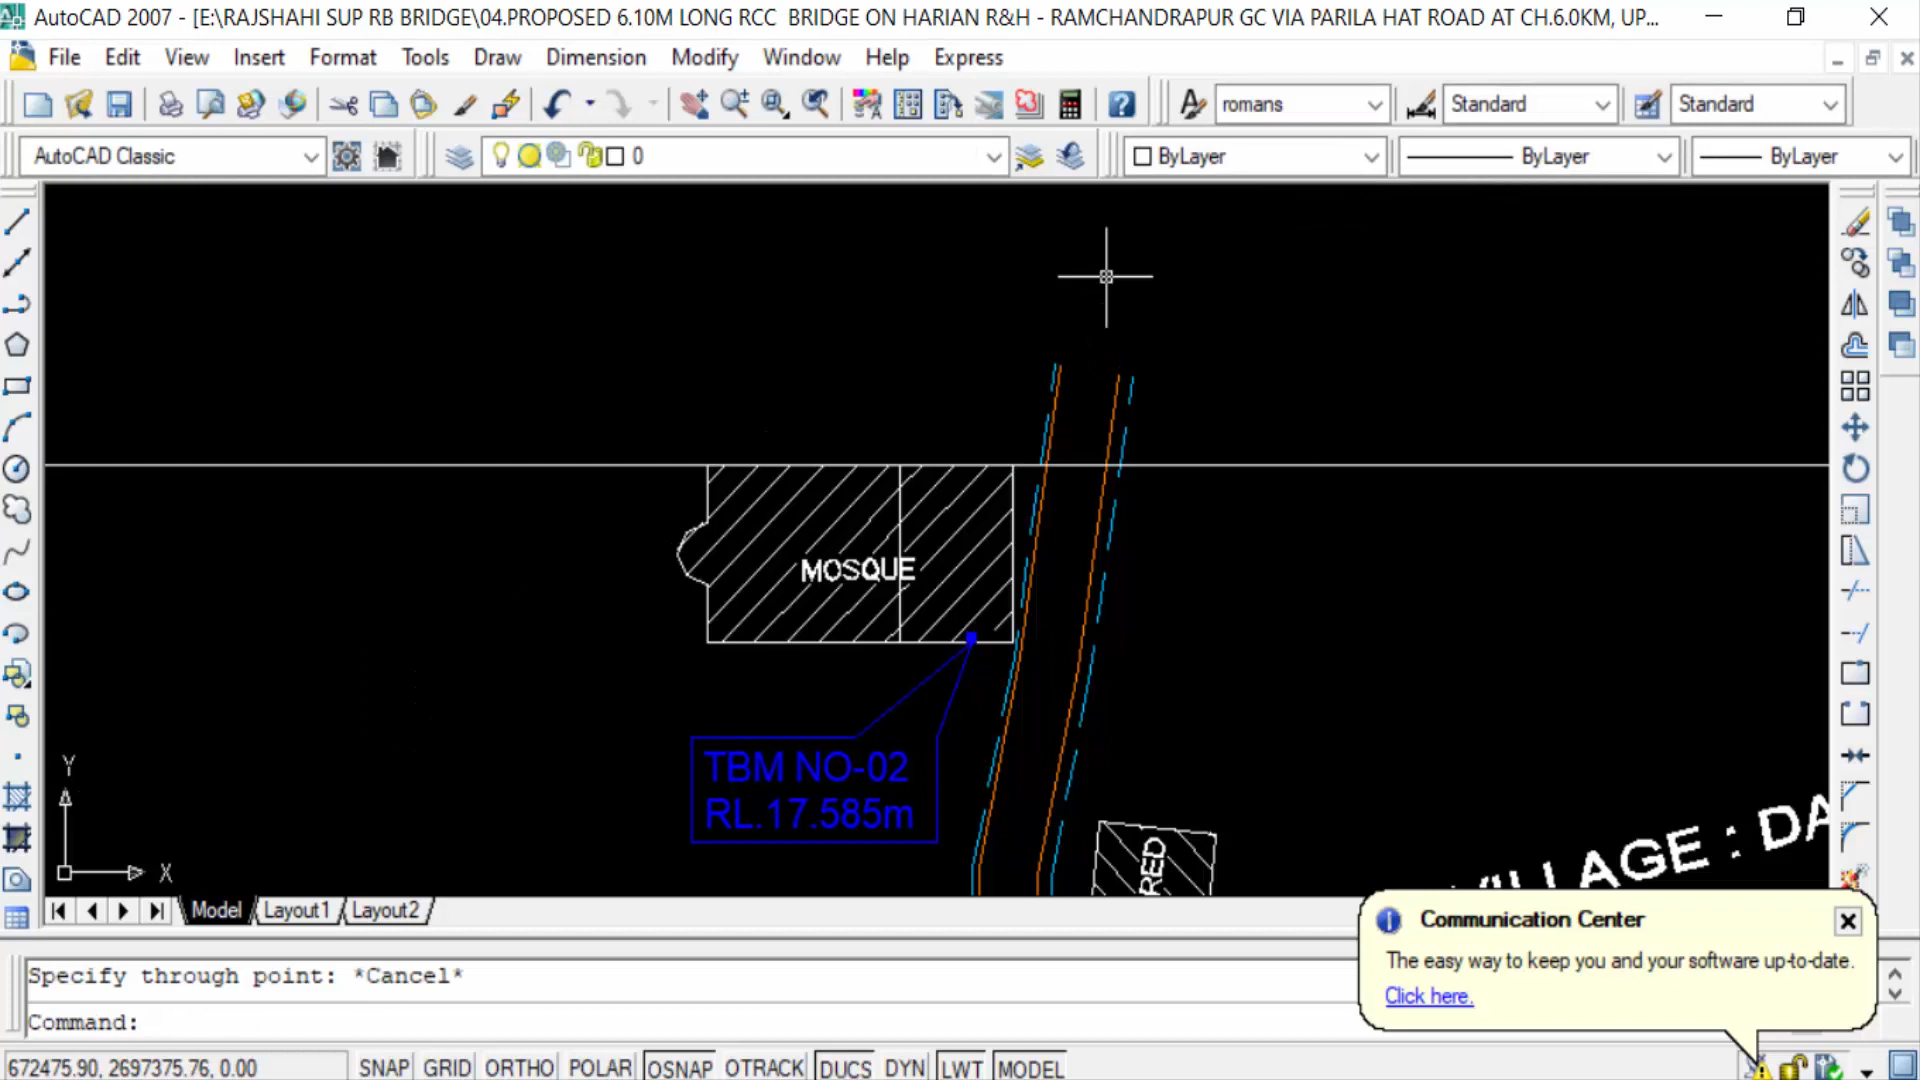 AutoCAD 2007 - [E:\RAJSHAHI SUP RB BRIDGE\04.PROPOSED 6.10M LONG RCC  BRIDGE ON HARIAN R&H - RAMCHANDRAPUR GC VIA PARILA HAT ROAD AT CH.6.0KM, UP...
File Edit View Insert Format Tools Draw Dimension Modify Window Help Express
romans Standard Standard
AutoCAD Classic 0 ByLayer ByLayer ByLayer
MOSQUE
TBM NO-02
RL.17.585m
RED
VILLAGE : DA
Y
X
Model Layout1 Layout2
Communication Center
The easy way to keep you and your software up-to-date.
Click here.
Specify through point: *Cancel*
Command:
672475.90, 2697375.76, 0.00 SNAP GRID ORTHO POLAR OSNAP OTRACK DUCS DYN LWT MODEL